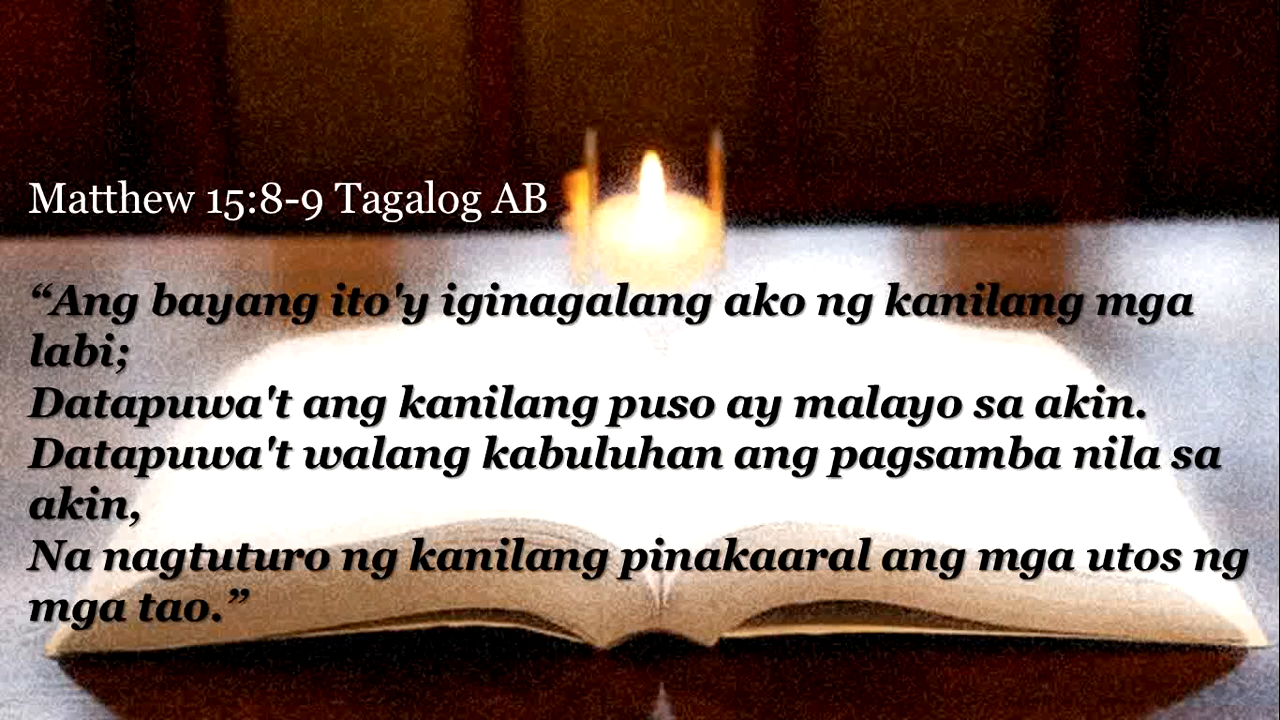 Matthew 15:8-9 Tagalog AB
“Ang bayang ito'y iginagalang ako ng kanilang mga
labi;
Datapuwa't ang kanilang puso ay malayo sa akin.
Datapuwa't walang kabuluhan ang pagsamba nila sa
akin,
Na nagtuturo ng kanilang pinakaaral ang mga utos ng
mga tao.”